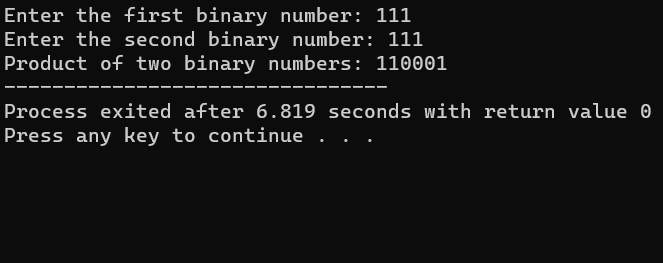 Enter the first binary number: 111
Enter the second binary number: 111
Product of two binary numbers: 110001
--------------------------------
Process exited after 6.819 seconds with return value 0
Press any key to continue . . .